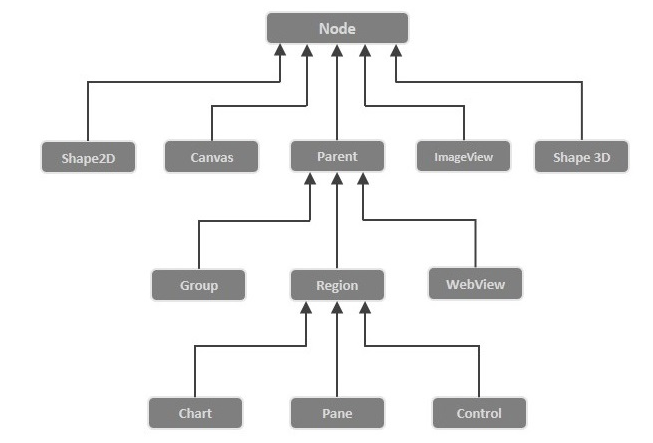 Node
Shape2D
Canvas
Parent
ImageView
Shape 3D
Group
Region
WebView
Chart
Pane
Control